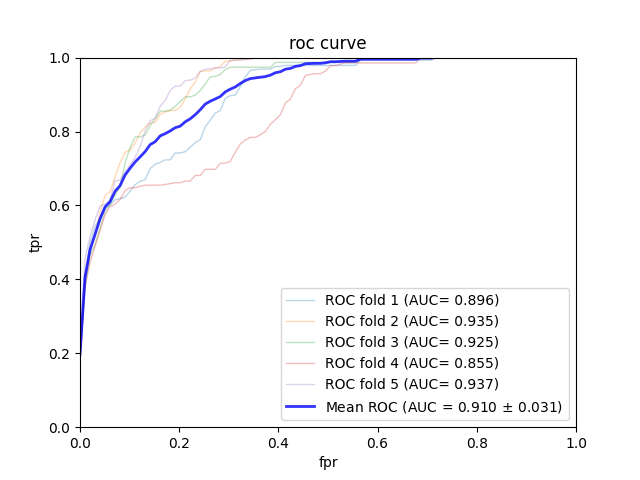 roc curve
1.0
0.8
0.6
0.4
0.2
0.0
tpr
ROC fold 1 (AUC= 0.896)
ROC fold 2 (AUC= 0.935)
ROC fold 3 (AUC= 0.925)
ROC fold 4 (AUC= 0.855)
ROC fold 5 (AUC= 0.937)
Mean ROC (AUC = 0.910 ± 0.031)
0.0 0.2 0.4 0.6 0.8 1.0
fpr